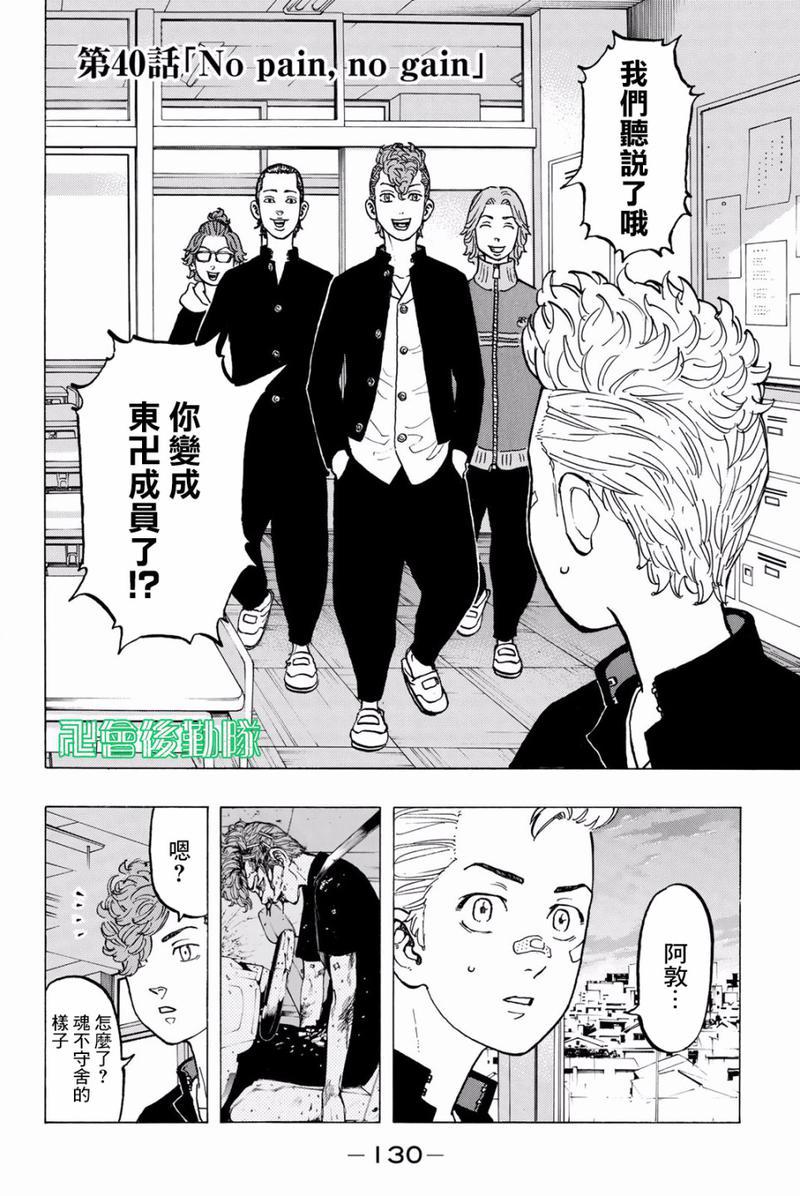 第40話「No pain, no gain」
我們聽説了哦
你變成
東卍成員了!?
卍會後勤隊
阿敦…
嗯?
怎麼了?
魂不守舍的
樣子
—130—